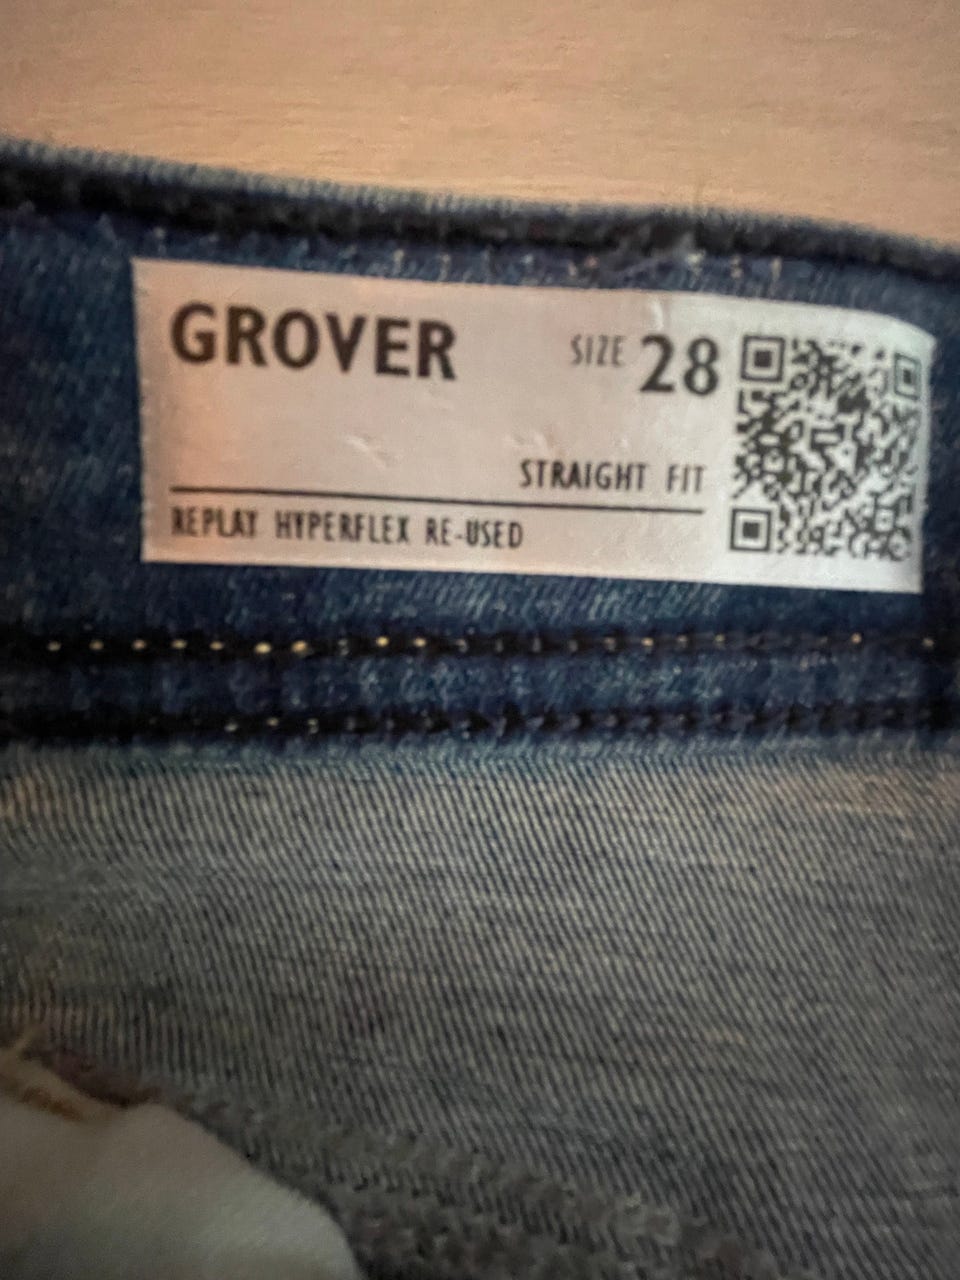 GROVER SIZE 28
STRAIGHT FIT
REPLAY HYPERFLEX RE-USED